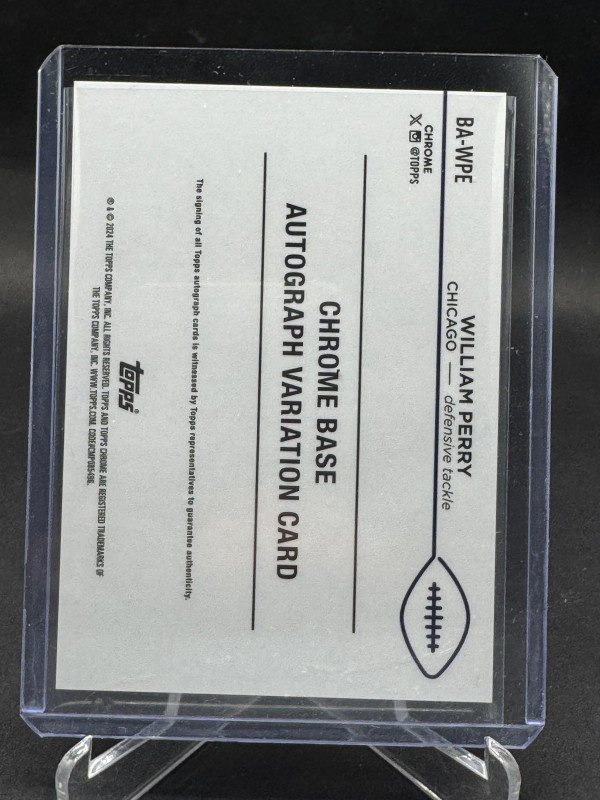 BA-WPE
WILLIAM PERRY
CHICAGO — defensive tackle
CHROME
X @TOPPS
CHROME BASE
AUTOGRAPH VARIATION CARD
The signing of all Topps autograph cards is witnessed by Topps representatives to guarantee authenticity.
topps®
℗ & © 2024 THE TOPPS COMPANY, INC. ALL RIGHTS RESERVED. TOPPS AND TOPPS CHROME ARE REGISTERED TRADEMARKS OF
THE TOPPS COMPANY, INC. WWW.TOPPS.COM. CODE#CMP085496.